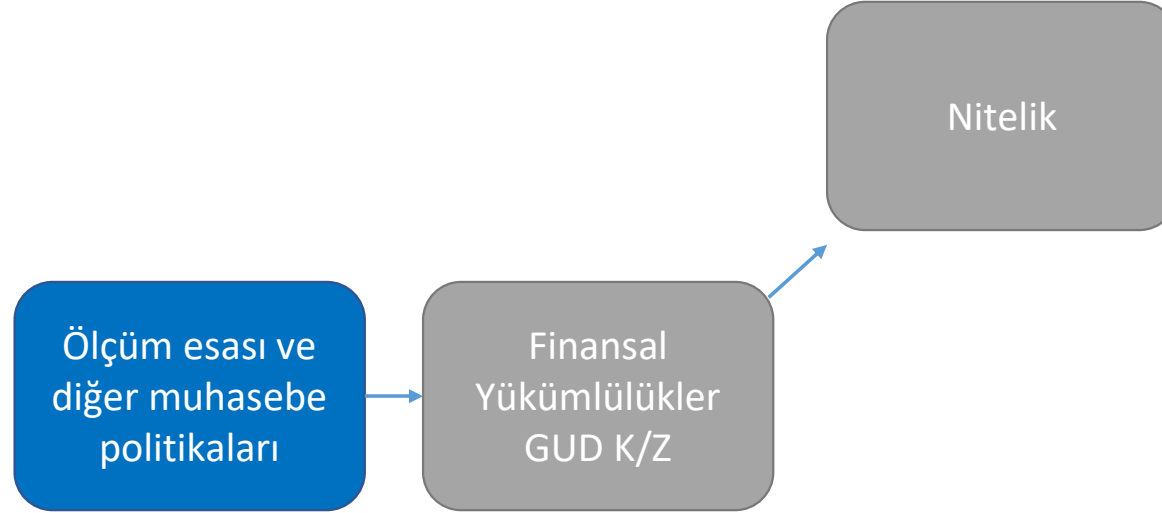 Nitelik
Ölçüm esası ve
diğer muhasebe
politikaları
Finansal
Yükümlülükler
GUD K/Z